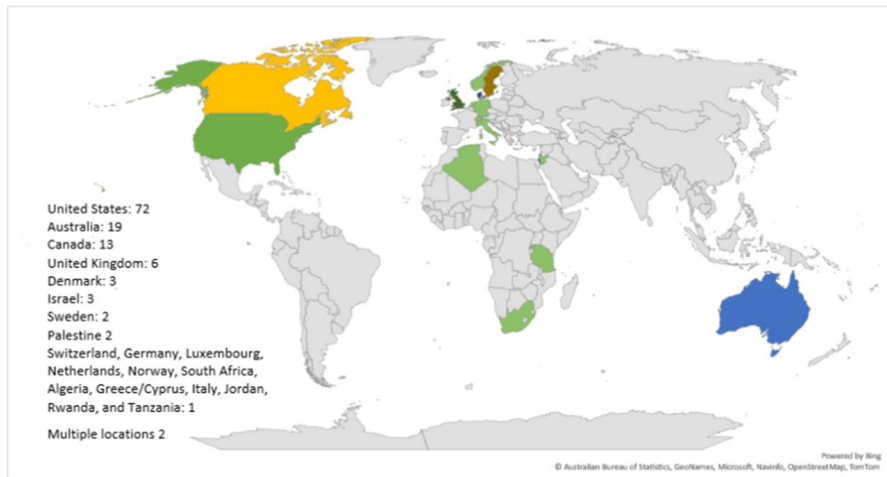 United States: 72
Australia: 19
Canada: 13
United Kingdom: 6
Denmark: 3
Israel: 3
Sweden: 2
Palestine 2
Switzerland, Germany, Luxembourg,
Netherlands, Norway, South Africa,
Algeria, Greece/Cyprus, Italy, Jordan,
Rwanda, and Tanzania: 1
Multiple locations 2
Powered by Bing
© Australian Bureau of Statistics, GeoNames, Microsoft, Navinfo, OpenStreetMap, TomTom